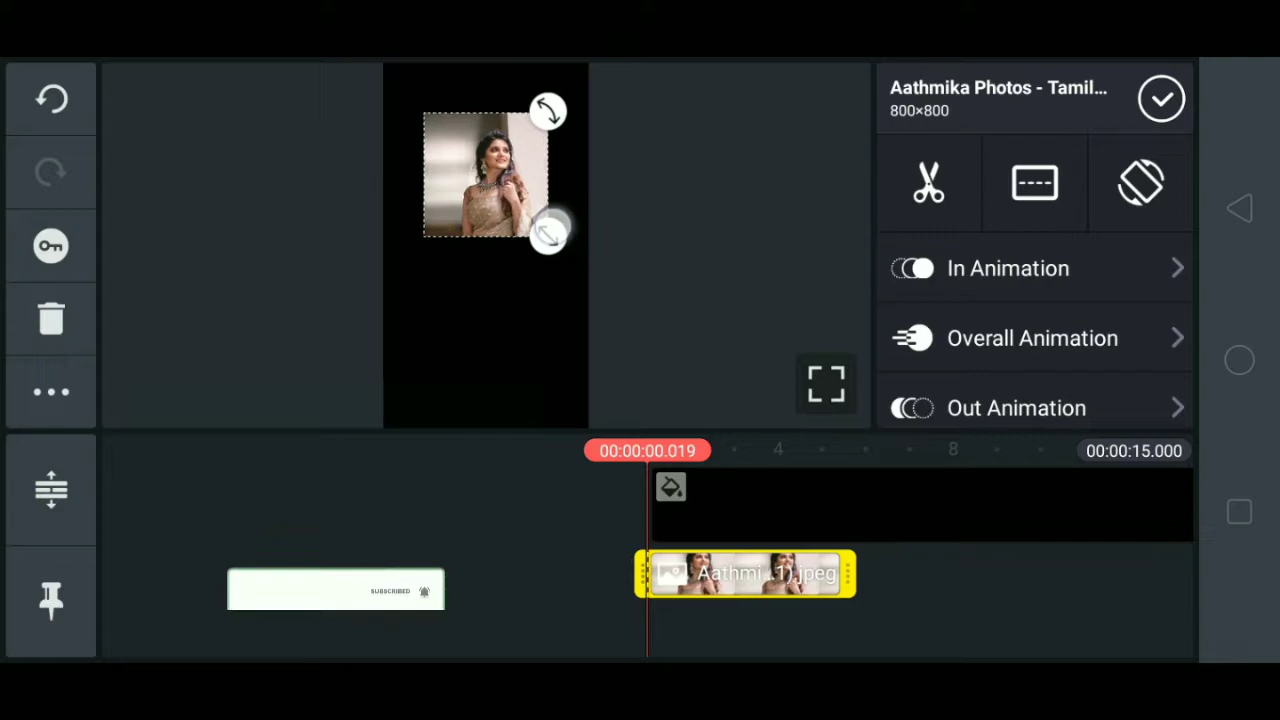 Aathmika Photos - Tamil...
800×800
In Animation
Overall Animation
Out Animation
00:00:00.019
4
8
00:00:15.000
Aathmi ..1).jpeg
SUBSCRIBED